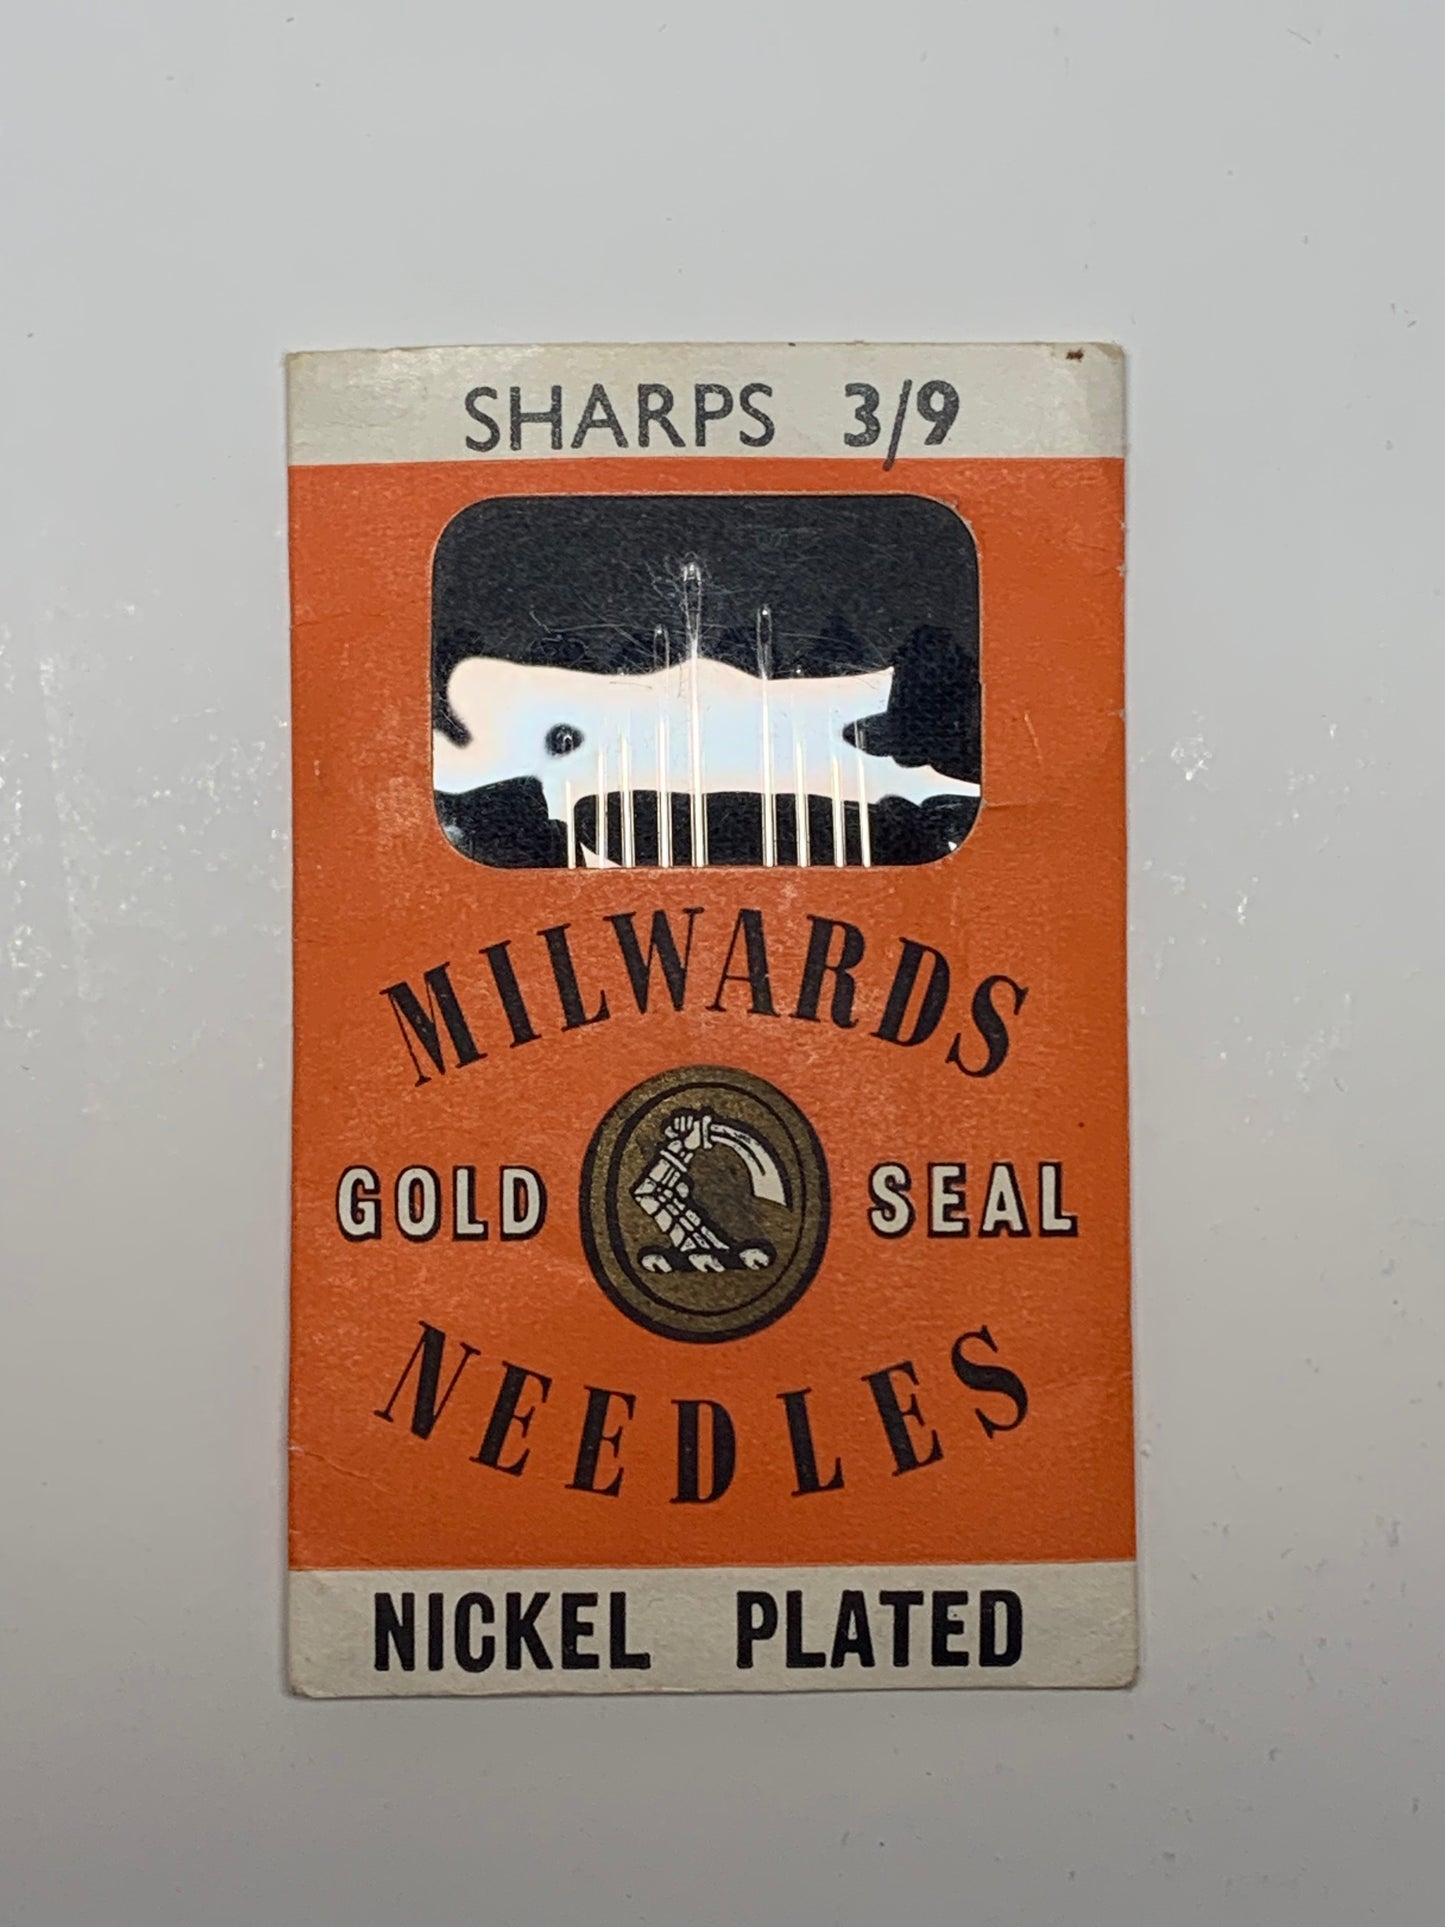 SHARPS 3/9
MILWARDS
GOLD SEAL
NEEDLES
NICKEL PLATED